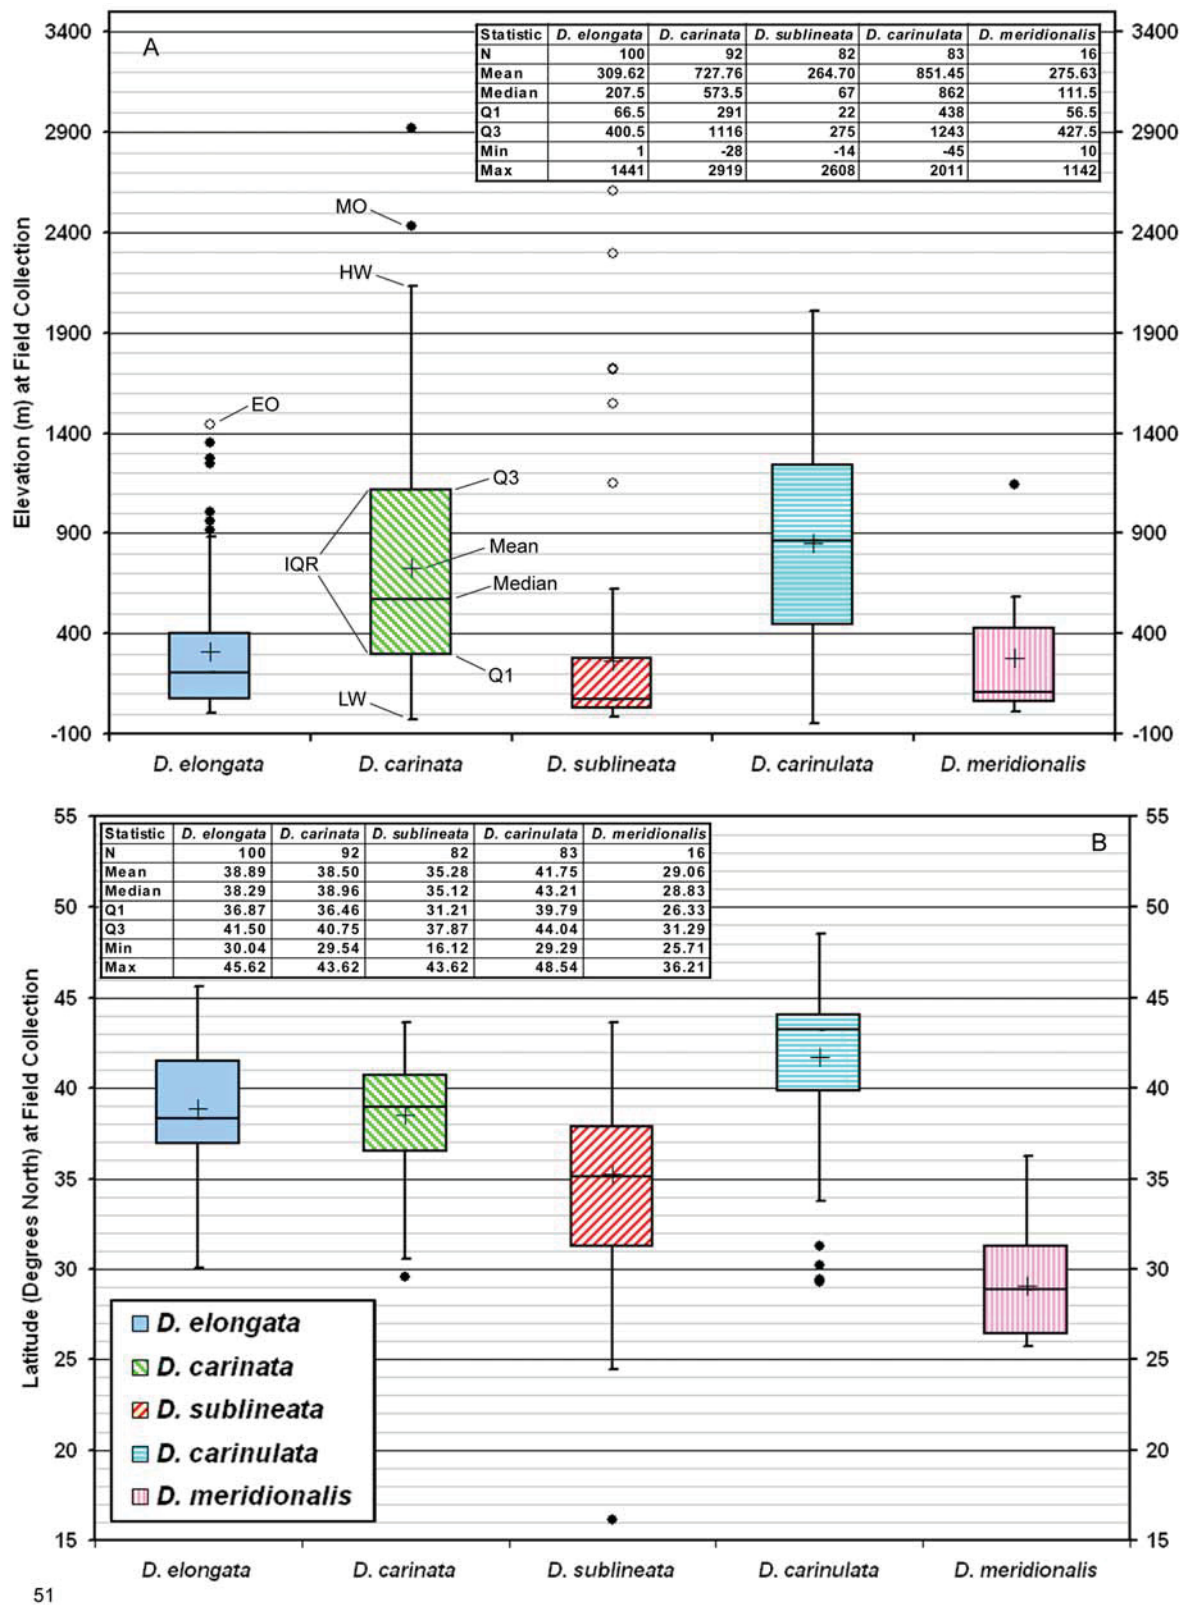 A
Statistic D. elongata D. carinata D. sublineata D. carinulata D. meridionalis
N 100 92 82 83 16
Mean 309.62 727.76 264.70 851.45 275.63
Median 207.5 573.5 67 862 111.5
Q1 66.5 291 22 438 56.5
Q3 400.5 1116 275 1243 427.5
Min 1 -28 -14 -45 10
Max 1441 2919 2608 2011 1142
3400 3400
2900 2900
2400 2400
1900 1900
1400 1400
900 900
400 400
-100 -100
Elevation (m) at Field Collection
MO
HW
EO
Q3
Mean
IQR
Median
Q1
LW
D. elongata D. carinata D. sublineata D. carinulata D. meridionalis
B
Statistic D. elongata D. carinata D. sublineata D. carinulata D. meridionalis
N 100 92 82 83 16
Mean 38.89 38.50 35.28 41.75 29.06
Median 38.29 38.96 35.12 43.21 28.83
Q1 36.87 36.46 31.21 39.79 26.33
Q3 41.50 40.75 37.87 44.04 31.29
Min 30.04 29.54 16.12 29.29 25.71
Max 45.62 43.62 43.62 48.54 36.21
55 55
50 50
45 45
40 40
35 35
30 30
25 25
20 20
15 15
Latitude (Degrees North) at Field Collection
D. elongata
D. carinata
D. sublineata
D. carinulata
D. meridionalis
D. elongata D. carinata D. sublineata D. carinulata D. meridionalis
51